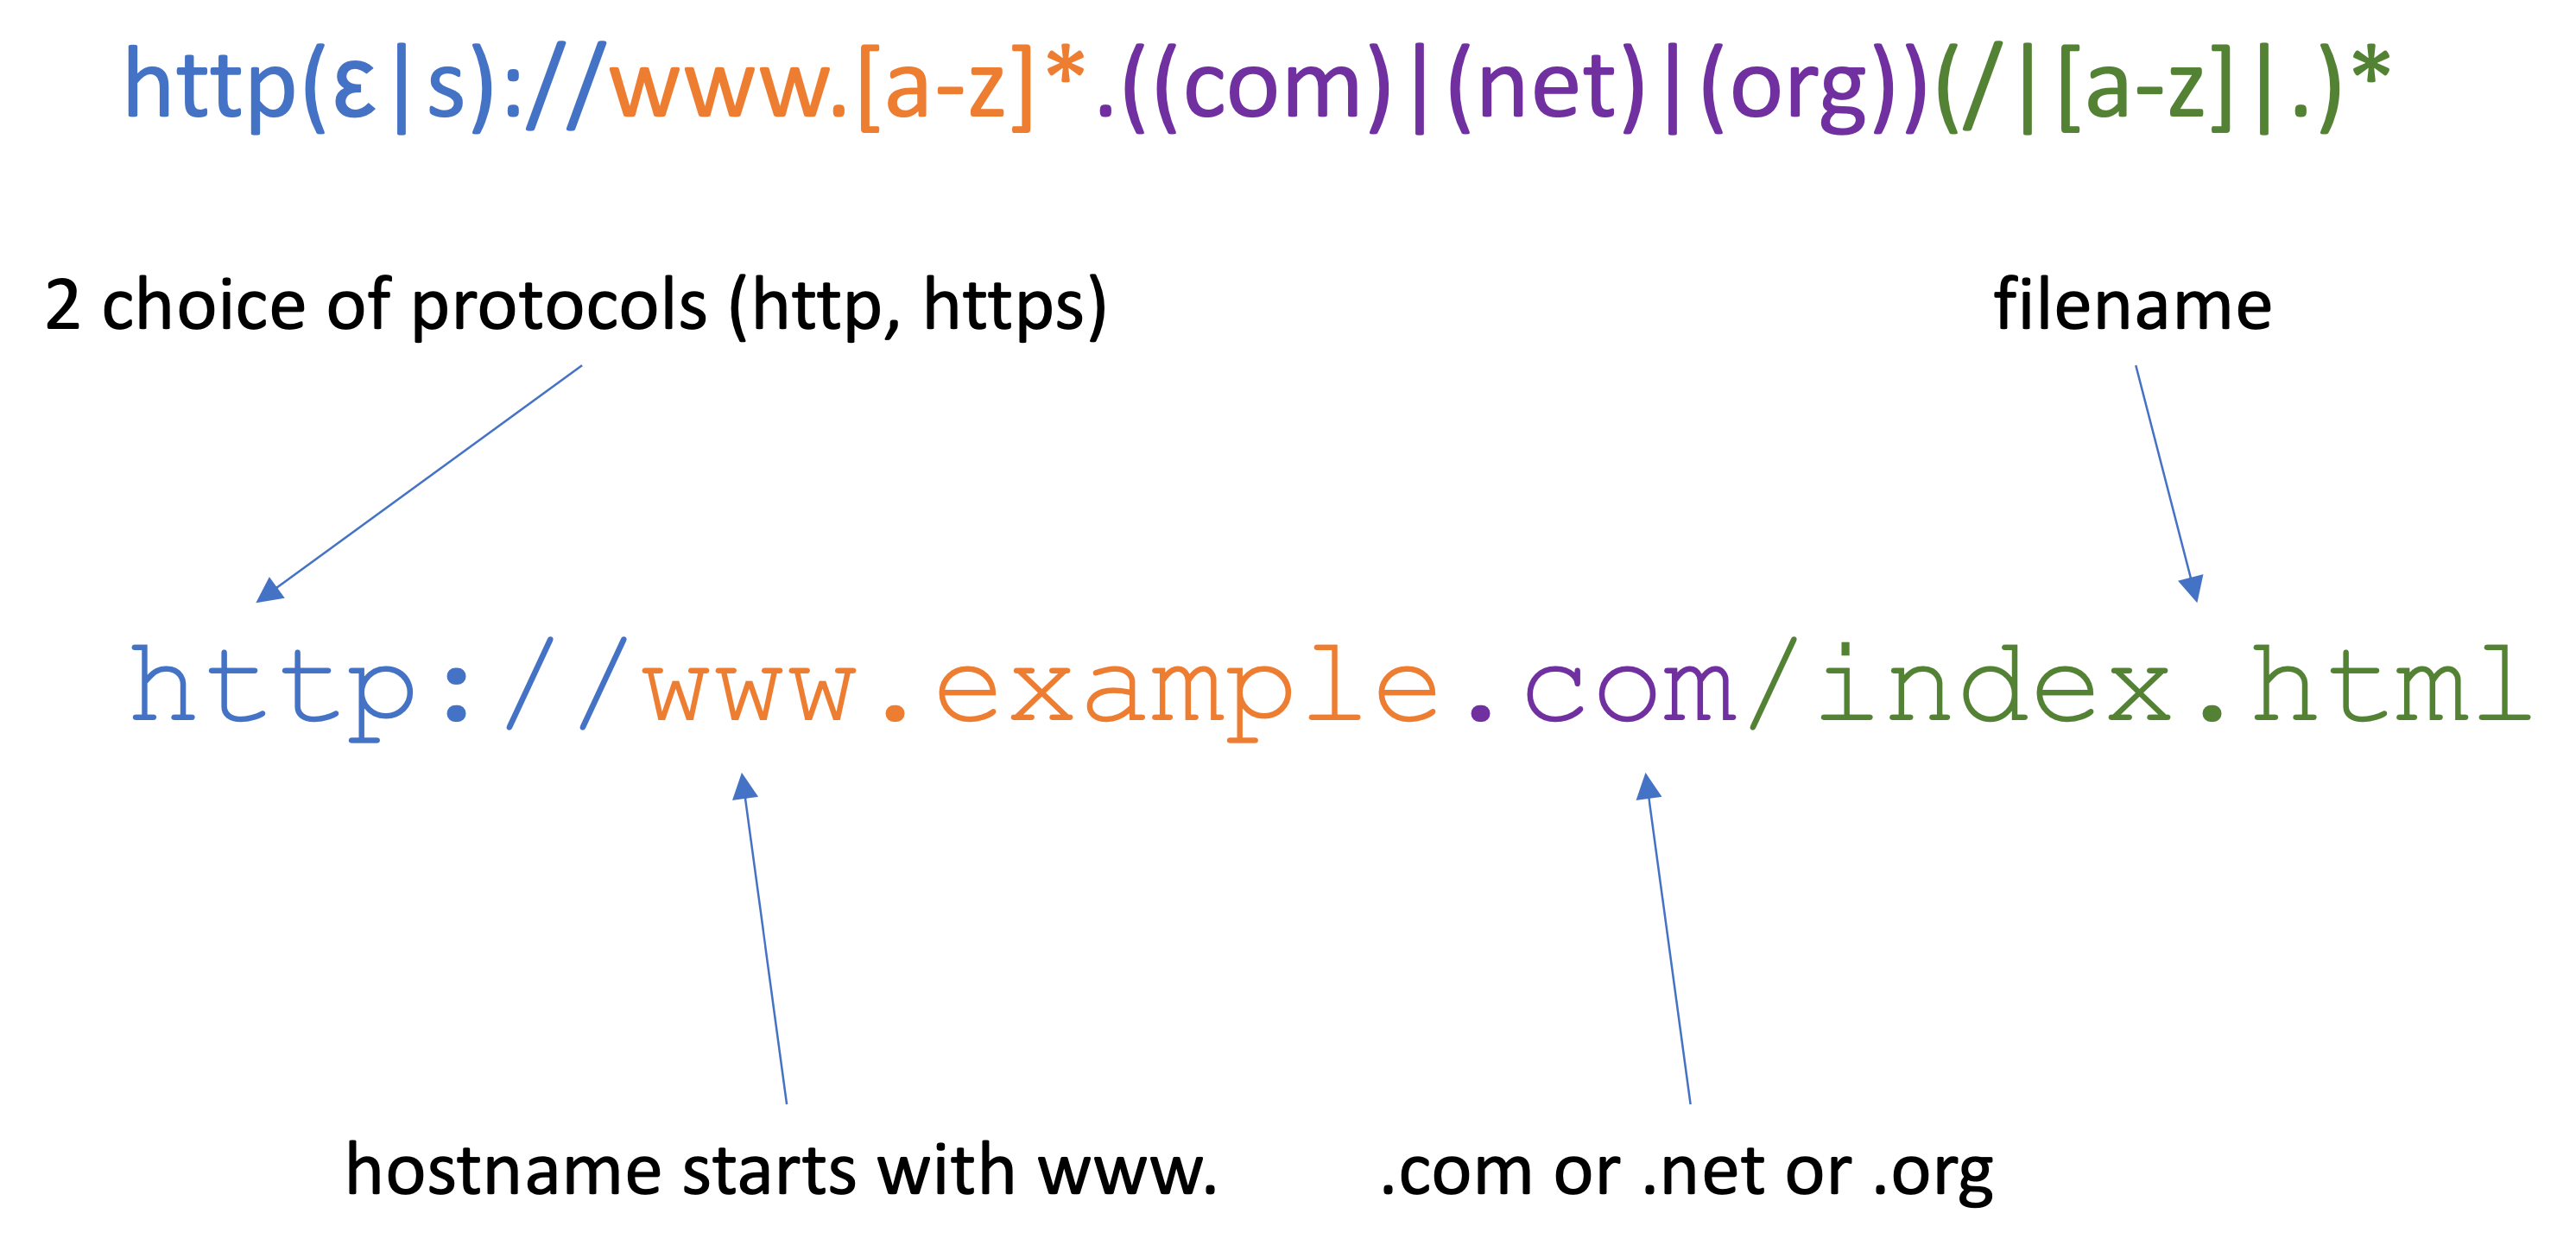 http(ε|s)://www.[a-z]*.((com)|(net)|(org))(/|[a-z]|.)*
2 choice of protocols (http, https)
filename
http://www.example.com/index.html
hostname starts with www.
.com or .net or .org